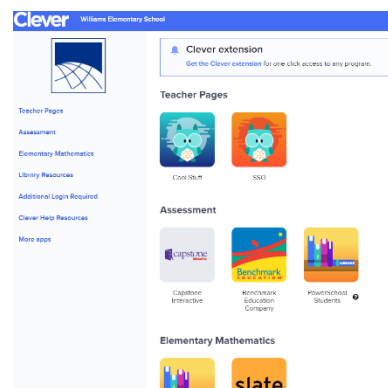 Clever Williams Elementary School
Clever extension
Get the Clever extension for one click access to any program.
Teacher Pages
Assessment
Elementary Mathematics
Library Resources
Additional Login Required
Clever Help Resources
More apps
Teacher Pages
Cool Stuff
SSO
Assessment
capstone
Benchmark
EDUCATION
Capstone
Interactive
Benchmark
Education
Company
PowerSchool
Students
Elementary Mathematics
slate